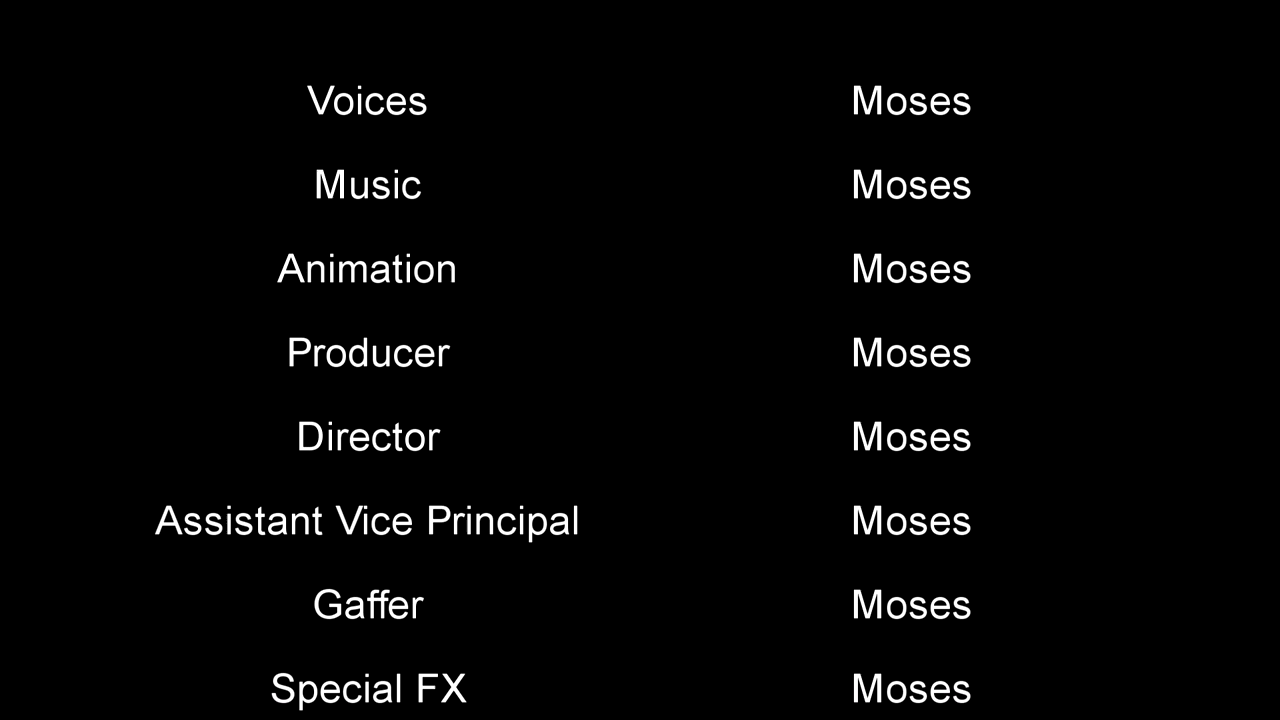 Voices Moses
Music Moses
Animation Moses
Producer Moses
Director Moses
Assistant Vice Principal Moses
Gaffer Moses
Special FX Moses